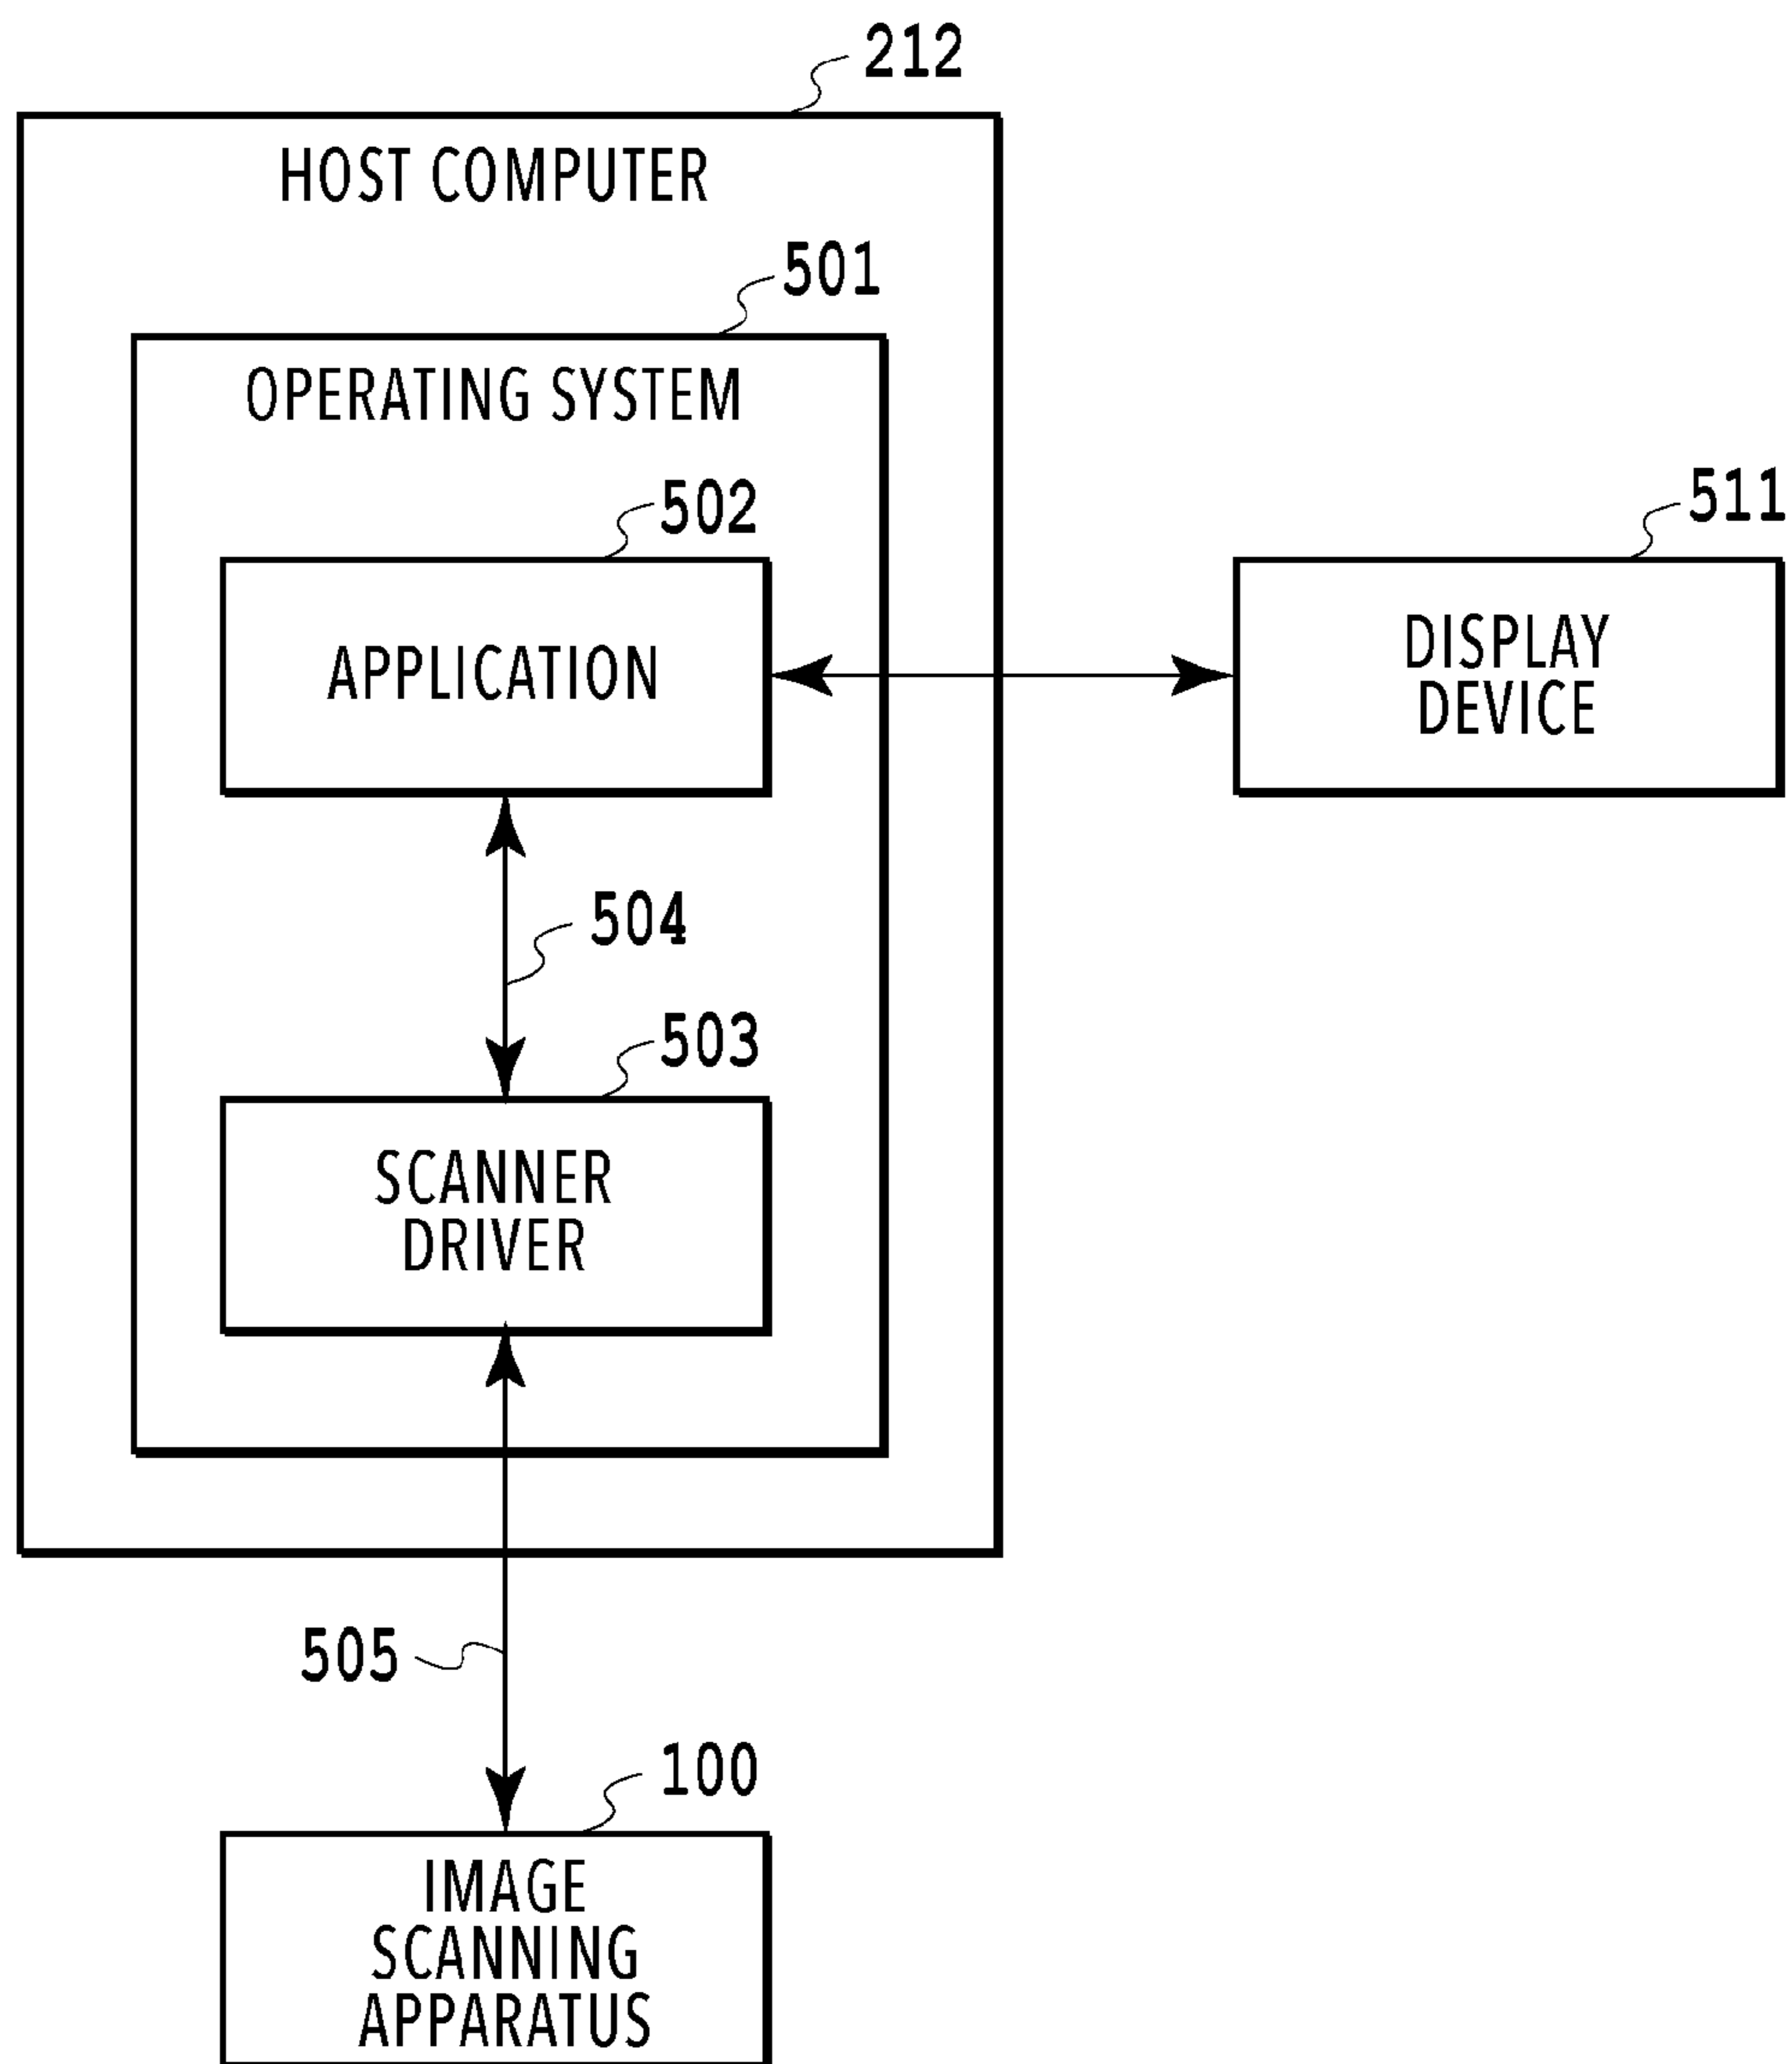 212
HOST COMPUTER
501
OPERATING SYSTEM
502
APPLICATION
511
DISPLAY
DEVICE
504
503
SCANNER
DRIVER
505
100
IMAGE
SCANNING
APPARATUS